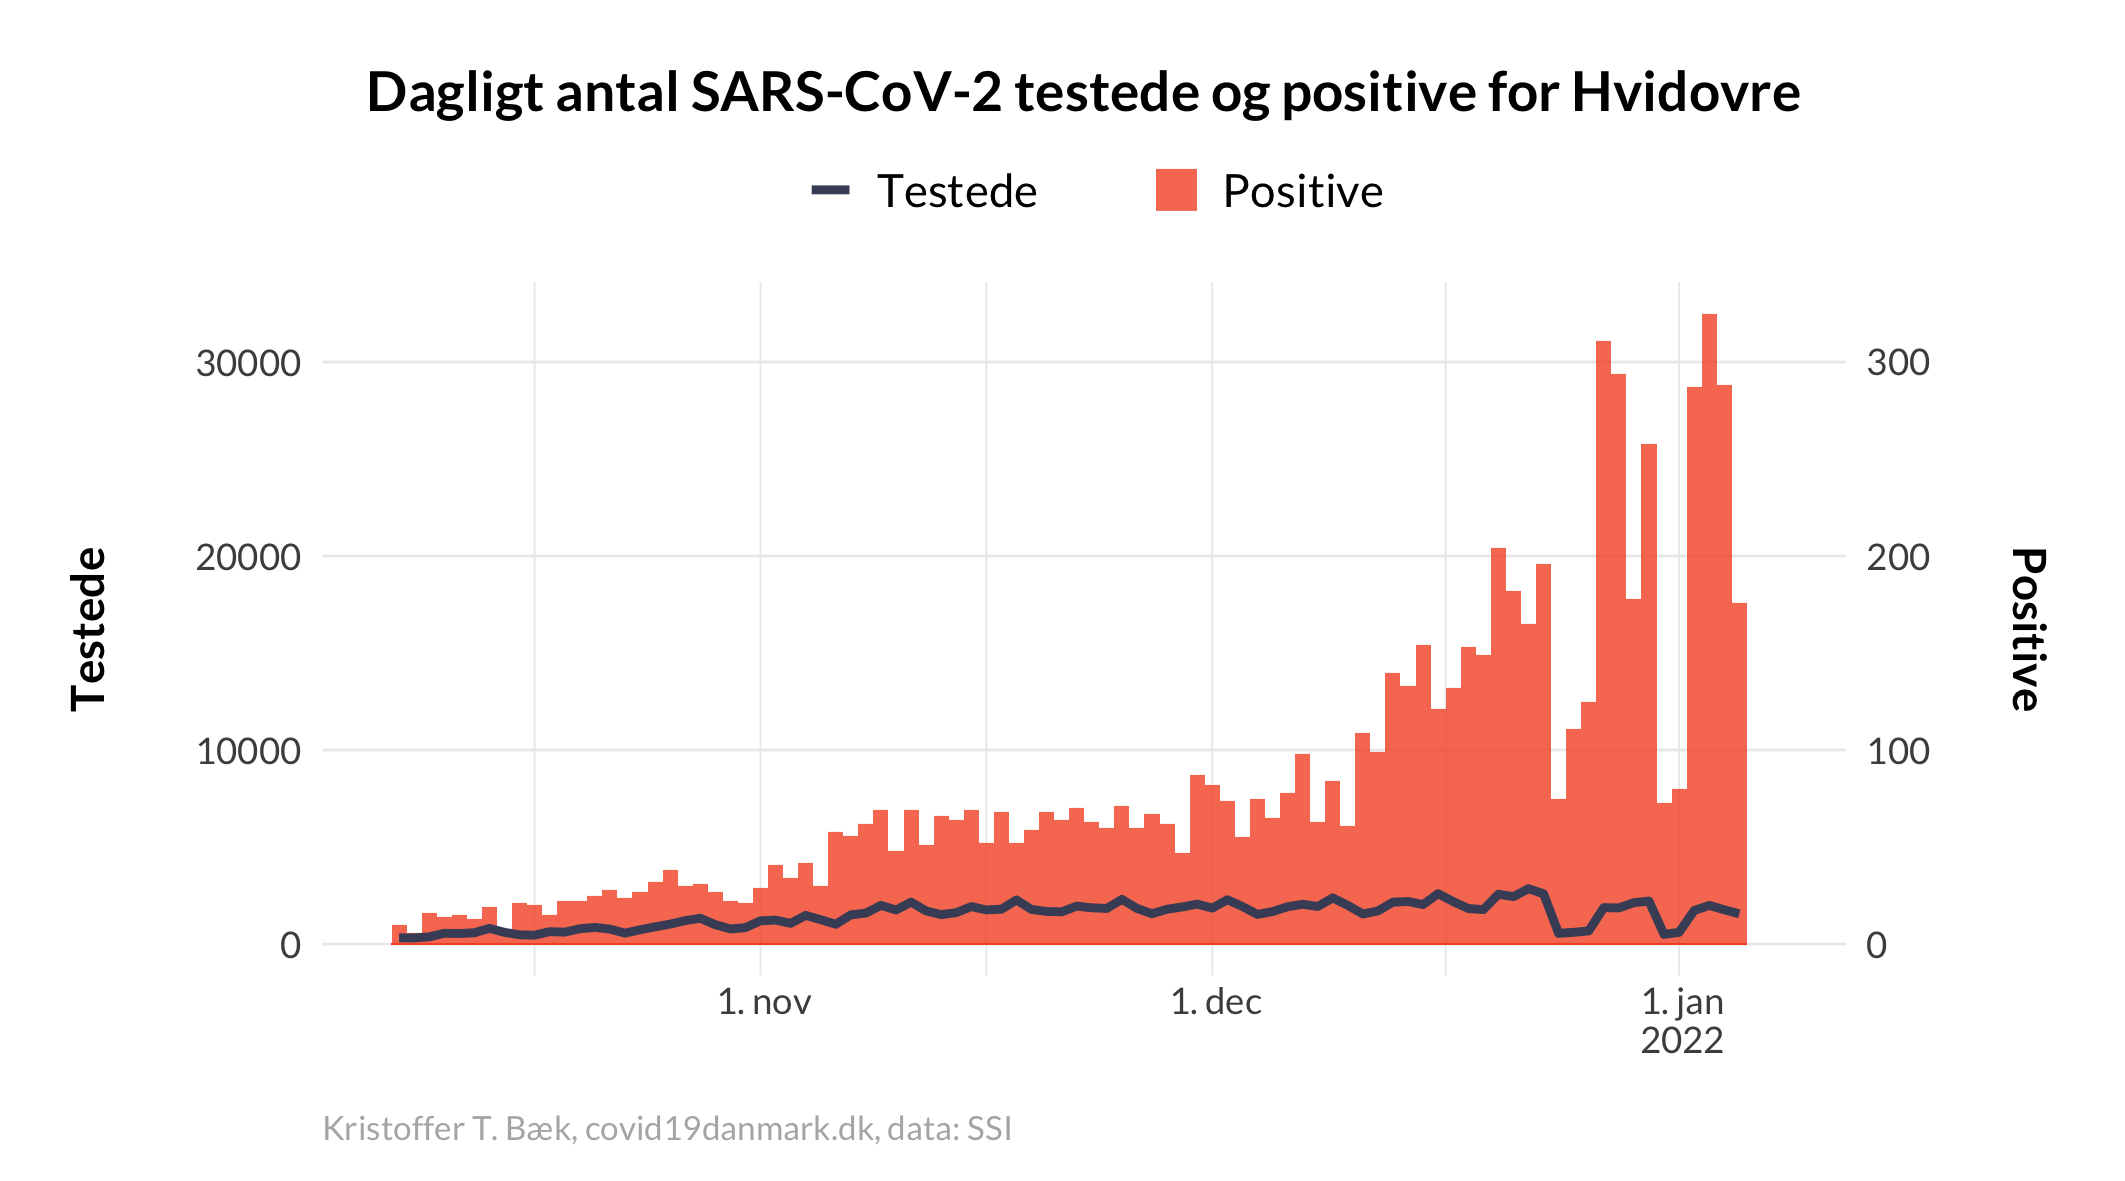 Dagligt antal SARS-CoV-2 testede og positive for Hvidovre
Testede
Positive
30000
20000
10000
0
300
200
100
0
Testede
Positive
1. nov
1. dec
1. jan
2022
Kristoffer T. Bæk, covid19danmark.dk, data: SSI